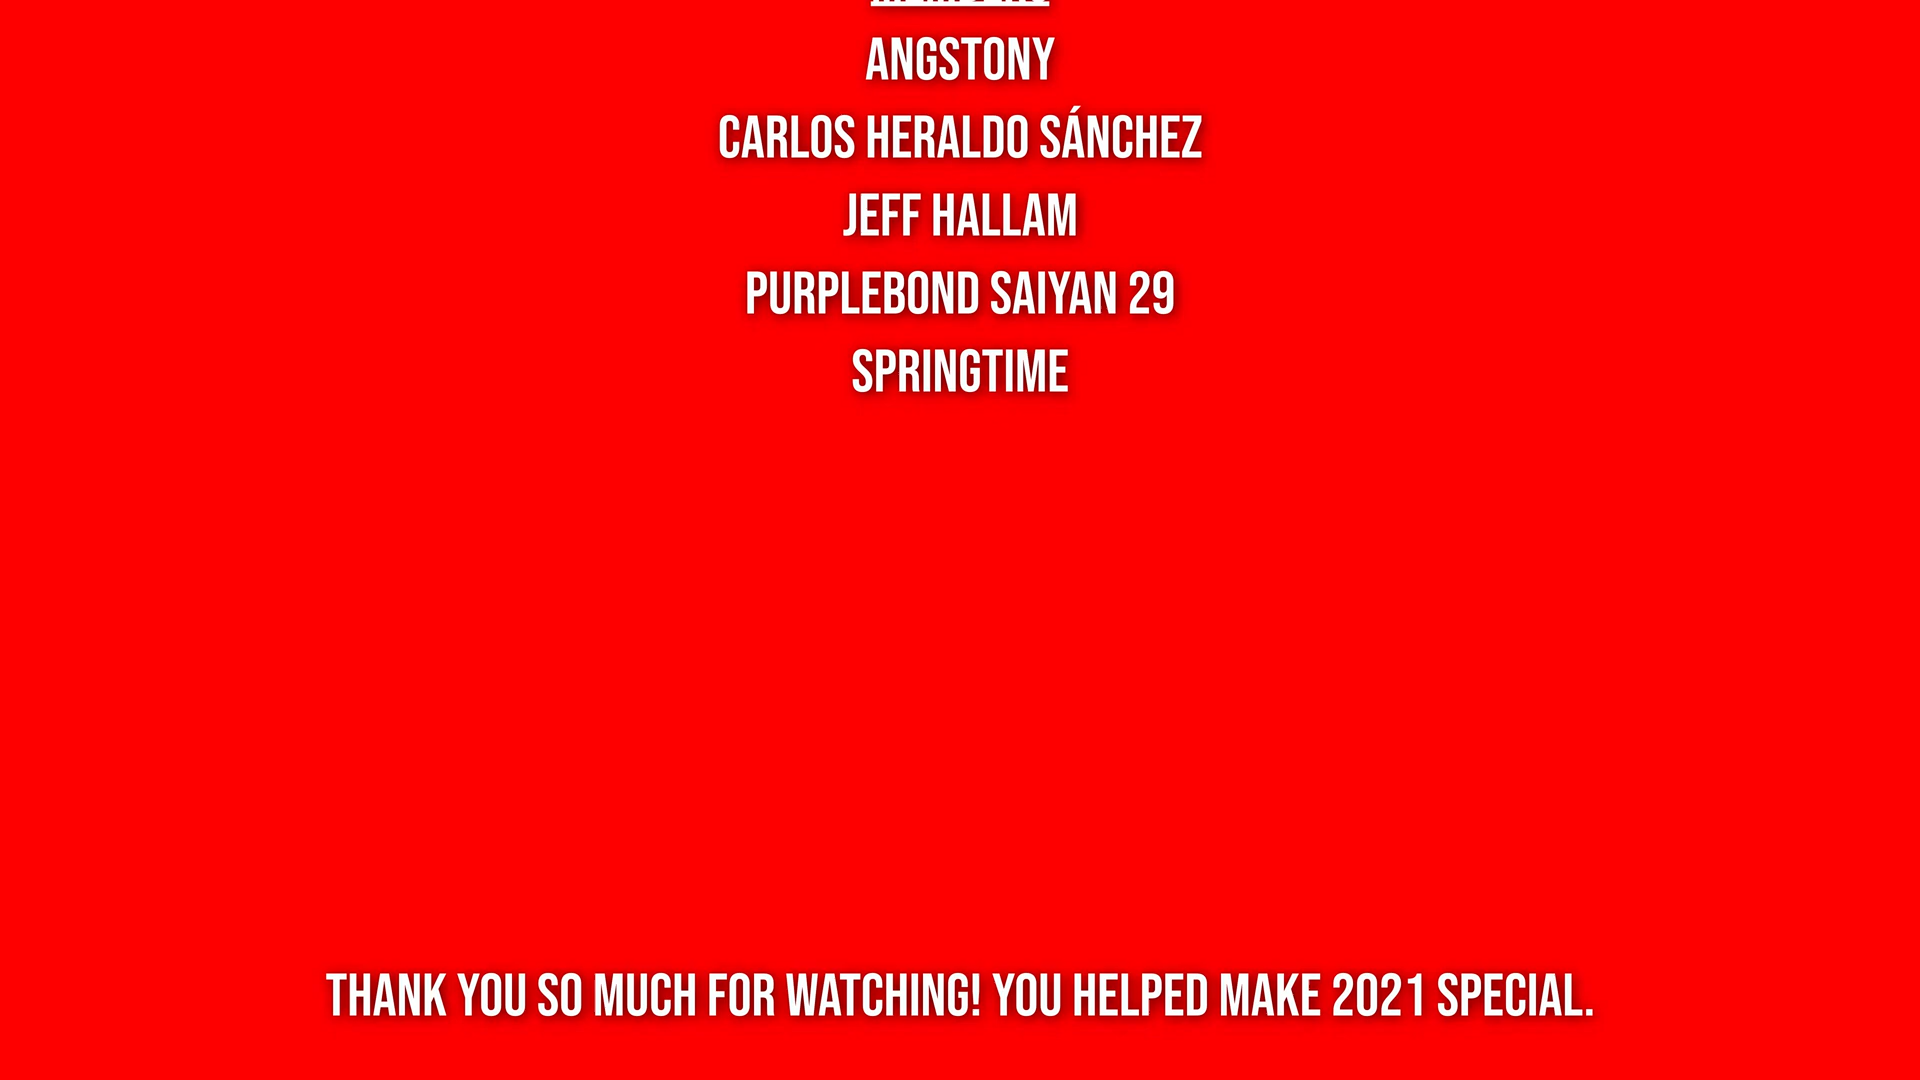 ANGSTONY
CARLOS HERALDO SÁNCHEZ
JEFF HALLAM
PURPLEBOND SAIYAN 29
SPRINGTIME
THANK YOU SO MUCH FOR WATCHING! YOU HELPED MAKE 2021 SPECIAL.